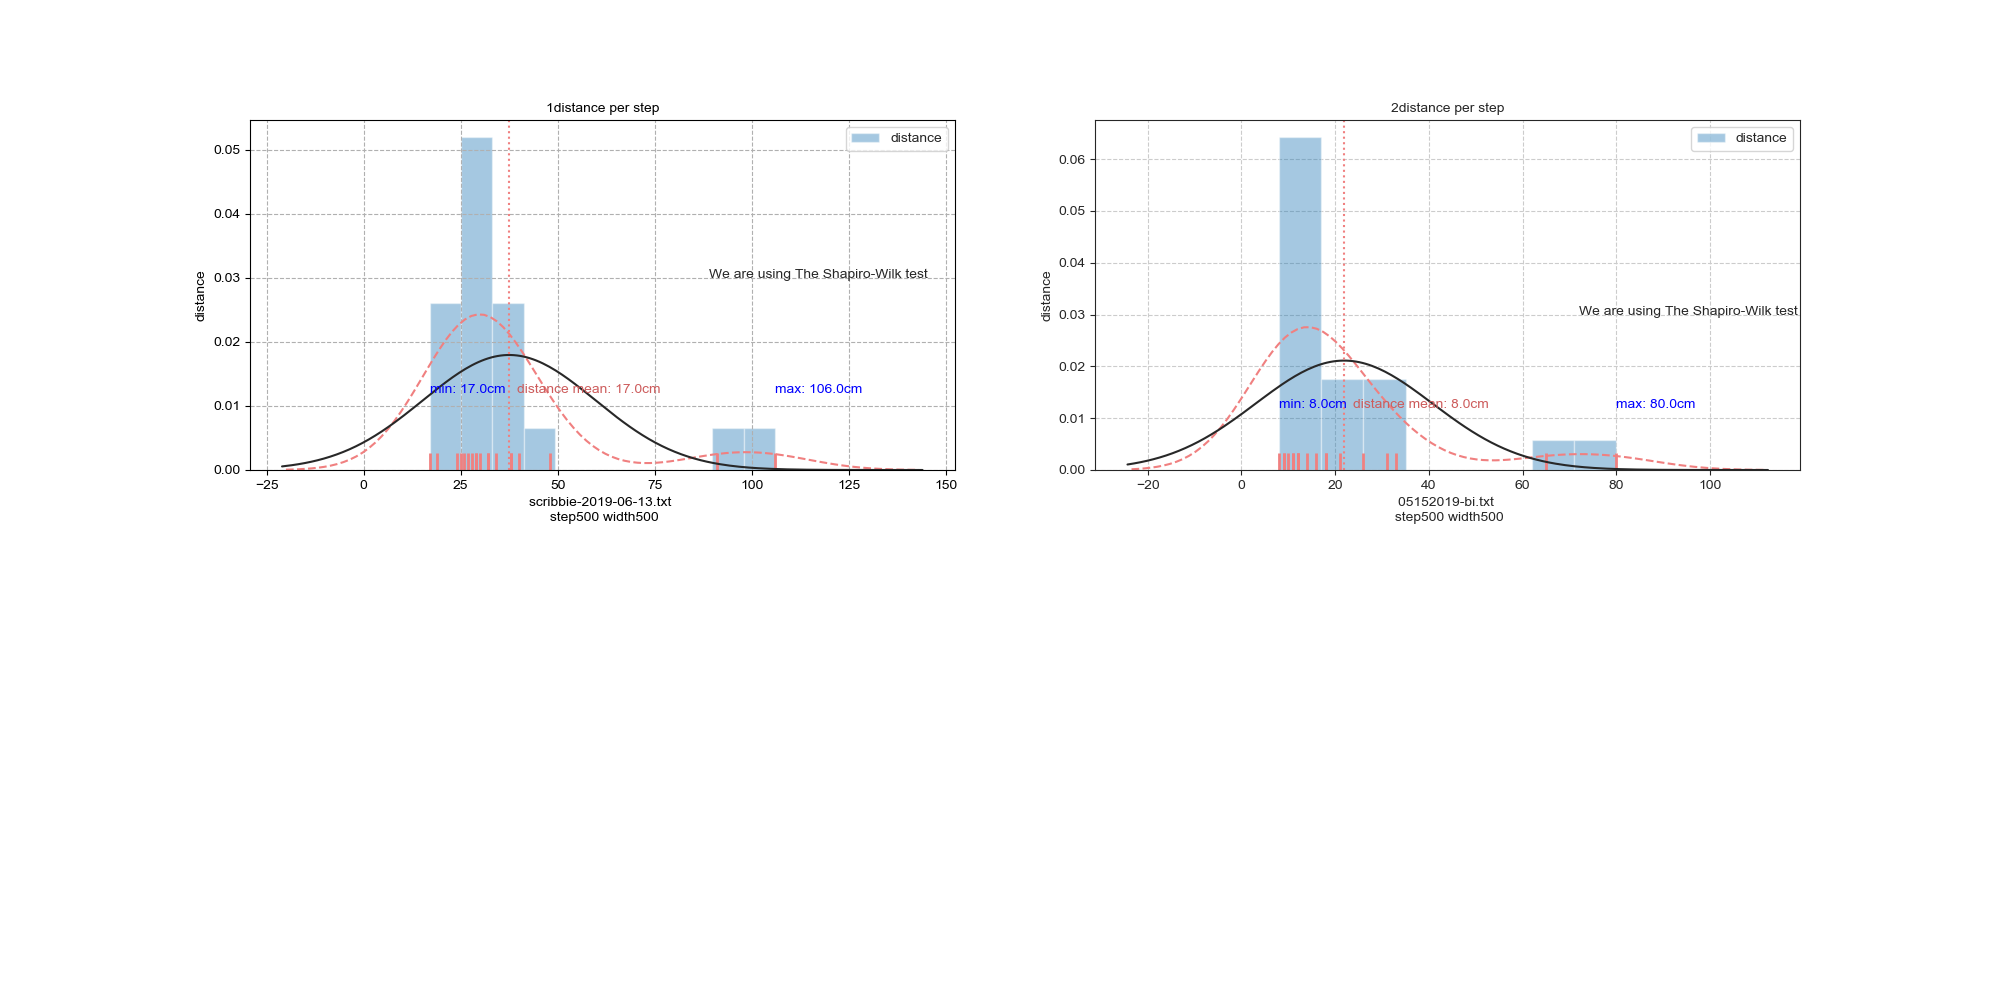 1distance per step
distance
0.05
0.04
0.03
0.02
0.01
0.00
distance
We are using The Shapiro-Wilk test
min: 17.0cm
distance mean: 17.0cm
max: 106.0cm
−25
0
25
50
75
100
125
150
scribbie-2019-06-13.txt
step500 width500
2distance per step
distance
0.06
0.05
0.04
0.03
0.02
0.01
0.00
distance
We are using The Shapiro-Wilk test
min: 8.0cm
distance mean: 8.0cm
max: 80.0cm
−20
0
20
40
60
80
100
05152019-bi.txt
step500 width500